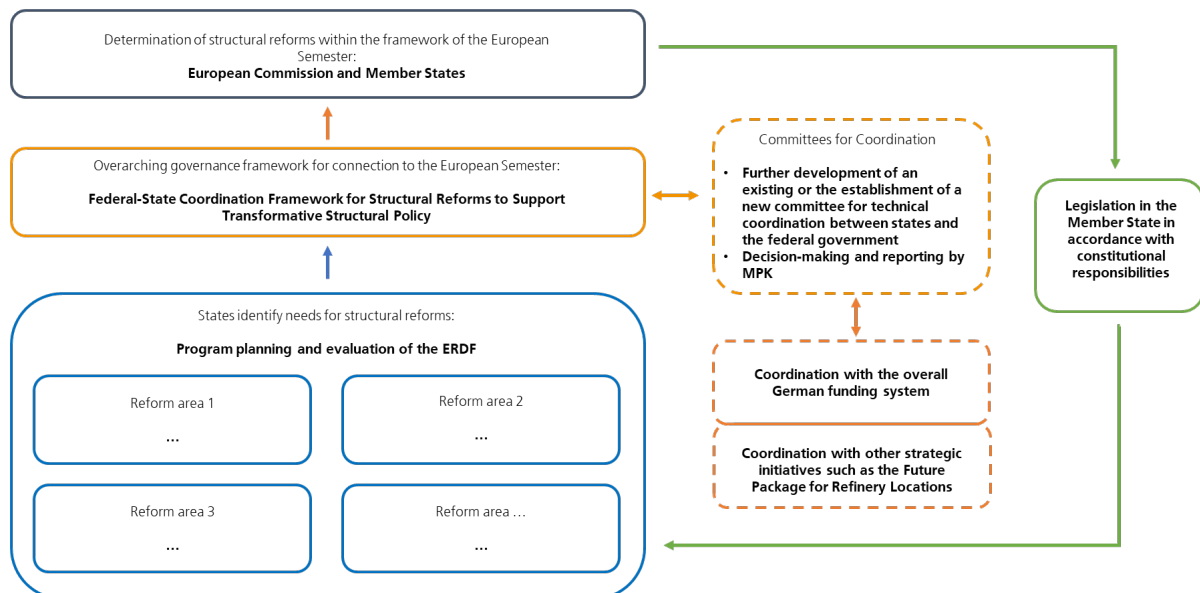 Determination of structural reforms within the framework of the European
Semester:
European Commission and Member States
Overarching governance framework for connection to the European Semester:
Federal-State Coordination Framework for Structural Reforms to Support
Transformative Structural Policy
States identify needs for structural reforms:
Program planning and evaluation of the ERDF
Reform area 1
...
Reform area 2
...
Reform area 3
...
Reform area ...
...
Committees for Coordination
• Further development of an
existing or the establishment of a
new committee for technical
coordination between states and
the federal government
• Decision-making and reporting by
MPK
Coordination with the overall
German funding system
Coordination with other strategic
initiatives such as the Future
Package for Refinery Locations
Legislation in the
Member State in
accordance with
constitutional
responsibilities